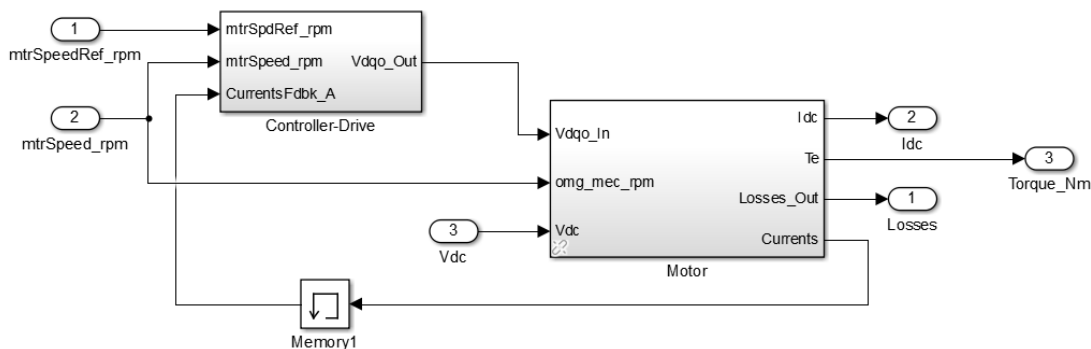 1
mtrSpeedRef_rpm
2
mtrSpeed_rpm
mtrSpdRef_rpm
mtrSpeed_rpm
CurrentsFdbk_A
Vdqo_Out
Controller-Drive
3
Vdc
Vdqo_In
omg_mec_rpm
Vdc
Idc
Te
Losses_Out
Currents
Motor
2
Idc
3
Torque_Nm
1
Losses
Memory1